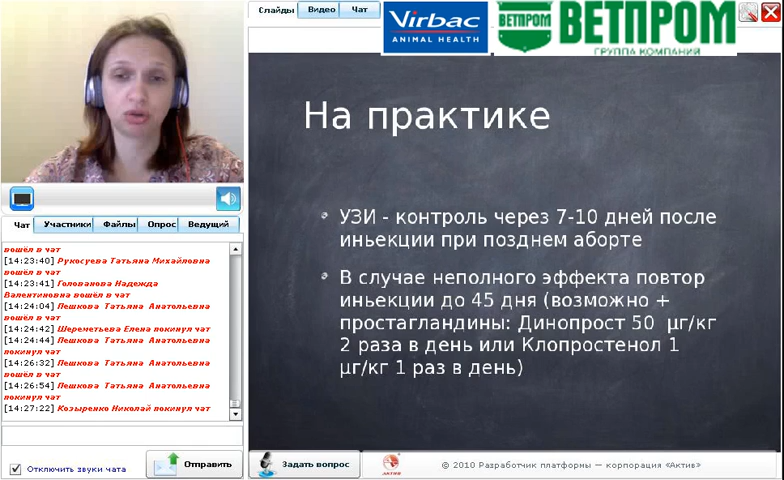 Слайды Видео Чат
Virbac
ANIMAL HEALTH
ВЕТПРОМ
ВЕТПРОМ
ГРУППА КОМПАНИЙ
На практике
УЗИ - контроль через 7-10 дней после
иньекции при позднем аборте
В случае неполного эффекта повтор
иньекции до 45 дня (возможно +
простагландины: Динопрост 50 µг/кг
2 раза в день или Клопростенол 1
µг/кг 1 раз в день)
Чат Участники Файлы Опрос Ведущий
вошёл в чат
[14:23:40] Рукосуева Татьяна Михайловна
вошёл в чат
[14:23:41] Голованова Надежда
Валентиновна вошёл в чат
[14:24:04] Пешкова Татьяна Анатольевна
вошёл в чат
[14:24:42] Шереметьева Елена покинул чат
[14:24:44] Пешкова Татьяна Анатольевна
покинул чат
[14:26:32] Пешкова Татьяна Анатольевна
вошёл в чат
[14:26:54] Пешкова Татьяна Анатольевна
покинул чат
[14:27:22] Козыренко Николай покинул чат
Отключить звуки чата
Отправить
Задать вопрос
АКТИВ
© 2010 Разработчик платформы — корпорация «Актив»